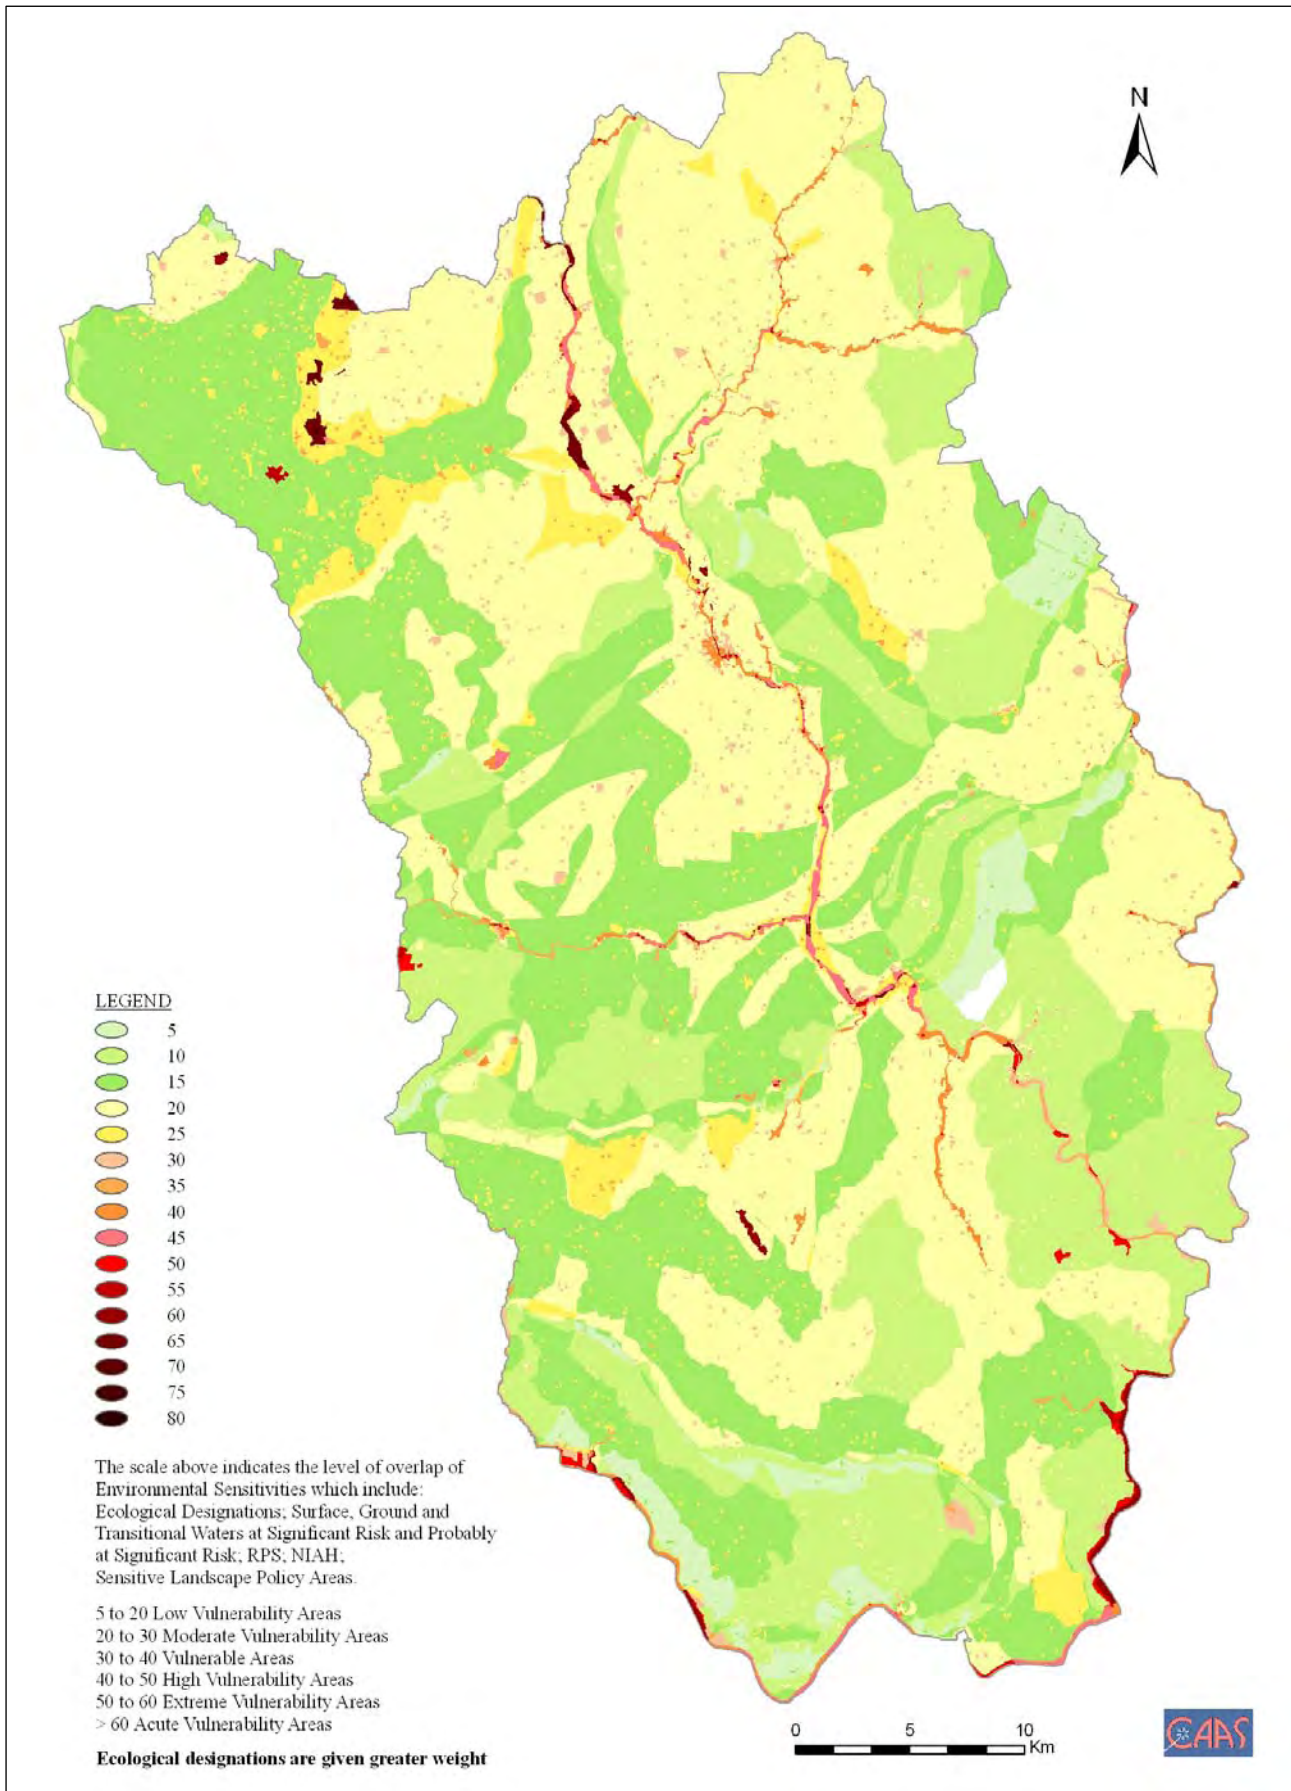 N
LEGEND
5
10
15
20
25
30
35
40
45
50
55
60
65
70
75
80
The scale above indicates the level of overlap of
Environmental Sensitivities which include:
Ecological Designations; Surface, Ground and
Transitional Waters at Significant Risk and Probably
at Significant Risk; RPS; NIAH;
Sensitive Landscape Policy Areas.
5 to 20 Low Vulnerability Areas
20 to 30 Moderate Vulnerability Areas
30 to 40 Vulnerable Areas
40 to 50 High Vulnerability Areas
50 to 60 Extreme Vulnerability Areas
> 60 Acute Vulnerability Areas
Ecological designations are given greater weight
0 5 10
Km
CAAS